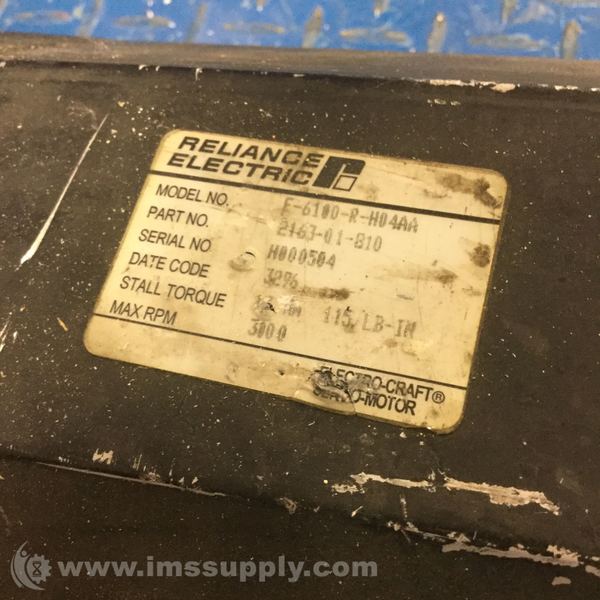 RELIANCE
ELECTRIC
MODEL NO. F-6100-R-H04AA
PART NO. 2163-01-810
SERIAL NO H000504
DATE CODE 3296
STALL TORQUE 115/LB-IN
MAX RPM 3000
ELECTRO-CRAFT®
SERVO-MOTOR
www.imssupply.com